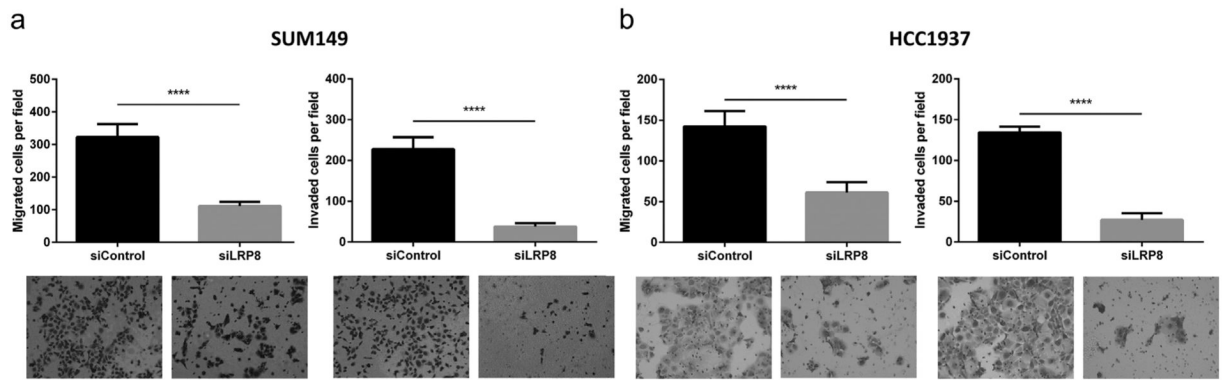 a
SUM149
Migrated cells per field
500
400
300
200
100
0
****
siControl
siLRP8
Invaded cells per field
400
300
200
100
0
****
siControl
siLRP8
b
HCC1937
Migrated cells per field
200
150
100
50
0
****
siControl
siLRP8
Invaded cells per field
200
150
100
50
0
****
siControl
siLRP8